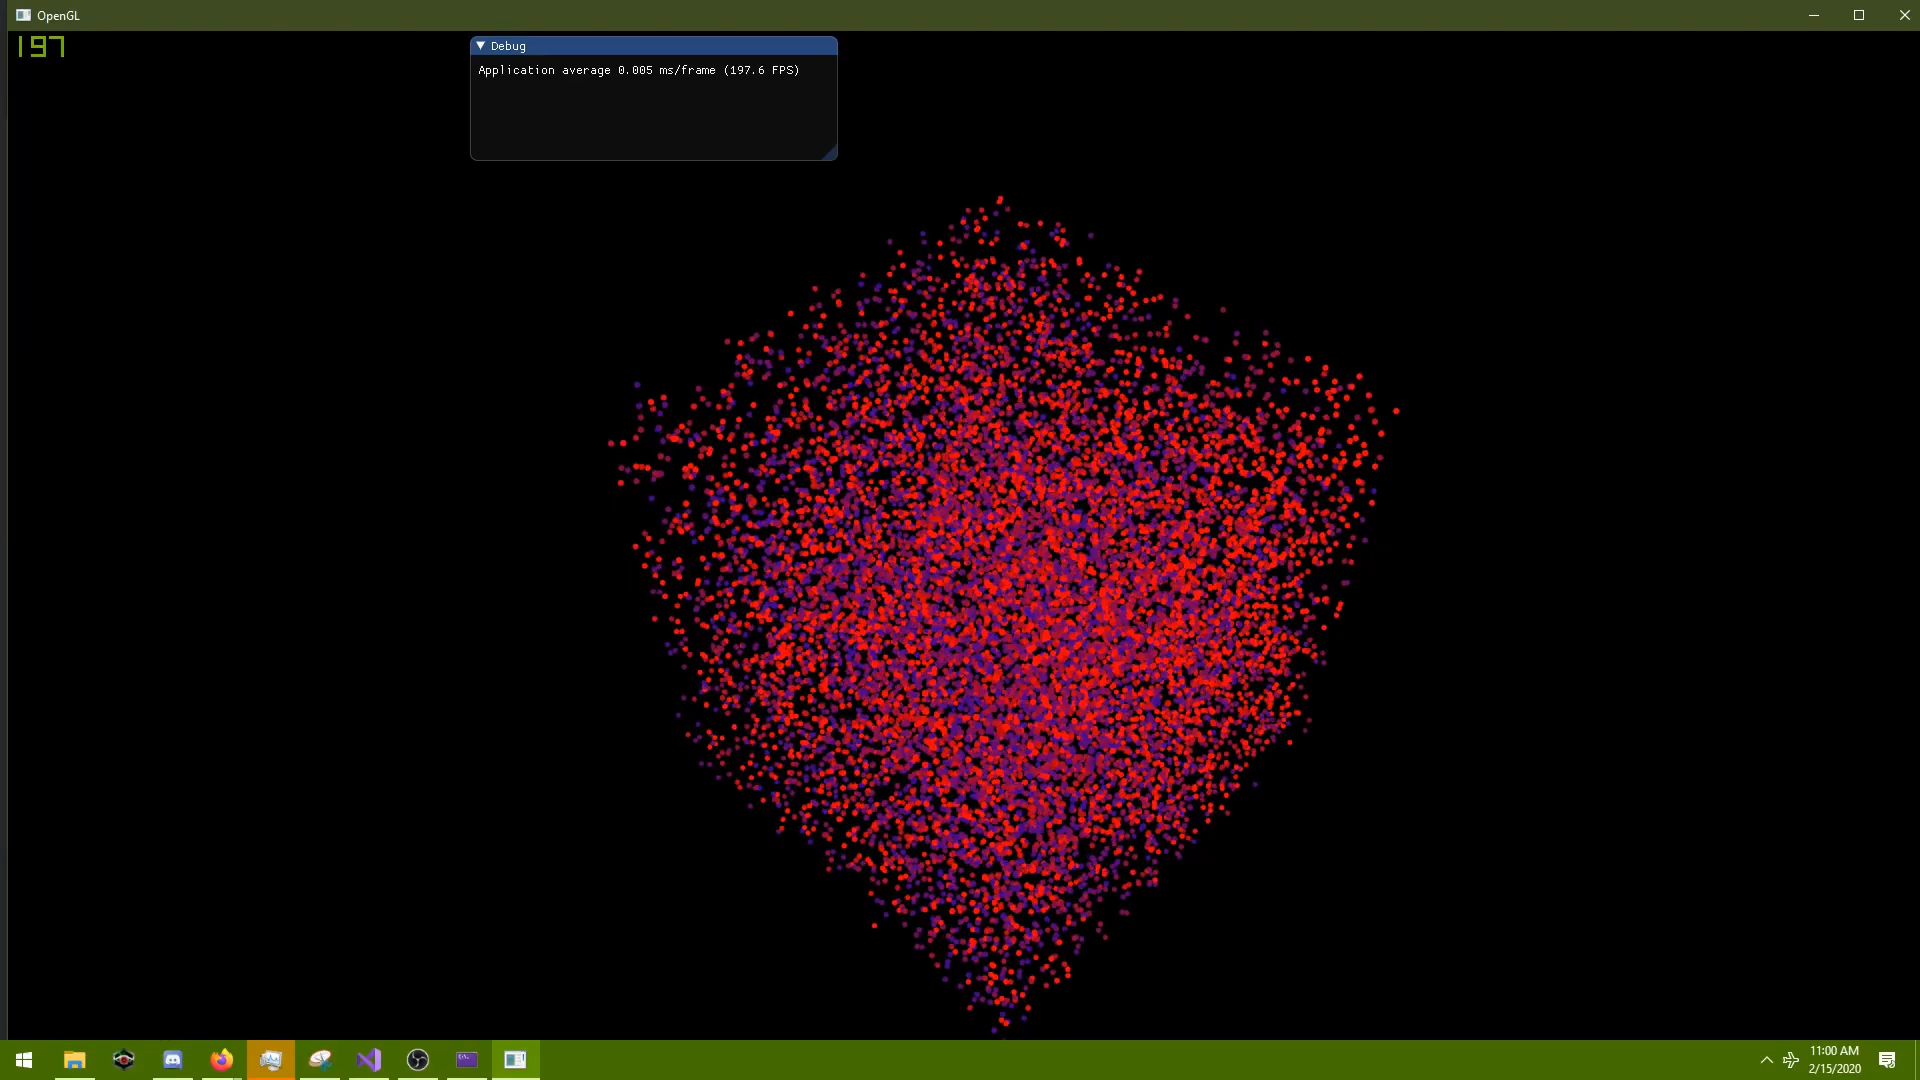 OpenGL
197
Debug
Application average 0.005 ms/frame (197.6 FPS)
11:00 AM
2/15/2020